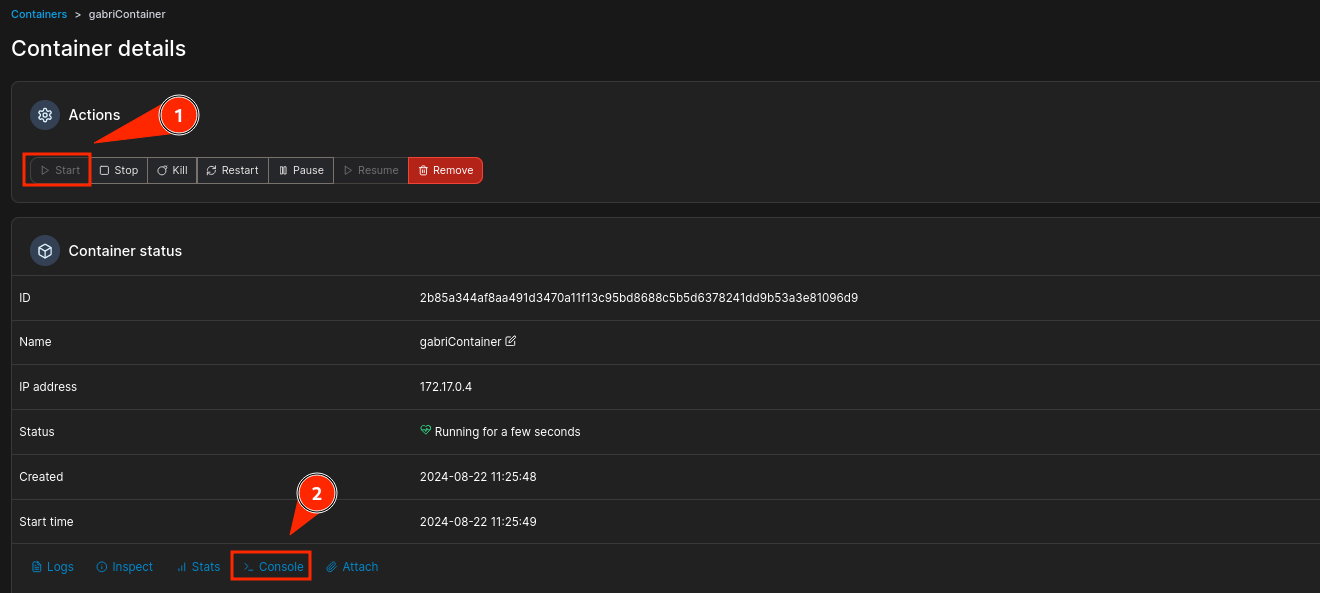 Containers > gabriContainer
Container details
Actions
1
Start Stop Kill Restart Pause Resume Remove
Container status
ID 2b85a344af8aa491d3470a11f13c95bd8688c5b5d6378241dd9b53a3e81096d9
Name gabriContainer
IP address 172.17.0.4
Status Running for a few seconds
Created 2024-08-22 11:25:48
2
Start time 2024-08-22 11:25:49
Logs Inspect Stats >_ Console Attach